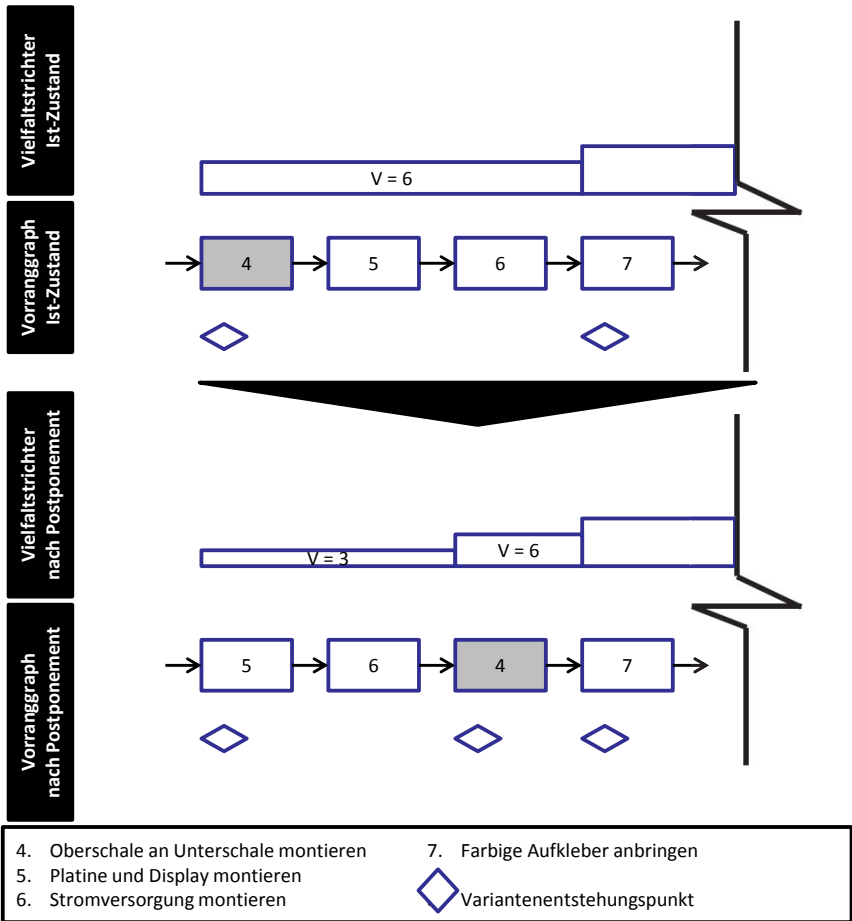 Vielfaltstrichter
Ist-Zustand
V = 6
Vorranggraph
Ist-Zustand
4
5
6
7
Vielfaltstrichter
nach Postponement
V = 3
V = 6
Vorranggraph
nach Postponement
5
6
4
7
4. Oberschale an Unterschale montieren
5. Platine und Display montieren
6. Stromversorgung montieren
7. Farbige Aufkleber anbringen
Variantenentstehungspunkt